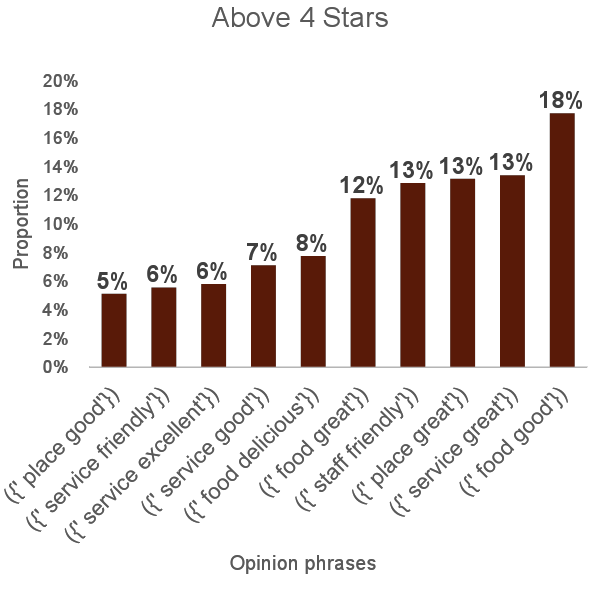 Above 4 Stars
20%
18%
16%
14%
12%
10%
8%
6%
4%
2%
0%
Proportion
5%
6%
6%
7%
8%
12%
13%
13%
13%
18%
({' place good'})
({' service friendly'})
({' service excellent'})
({' service good'})
({' food delicious'})
({' food great'})
({' staff friendly'})
({' place great'})
({' service great'})
({' food good'})
Opinion phrases